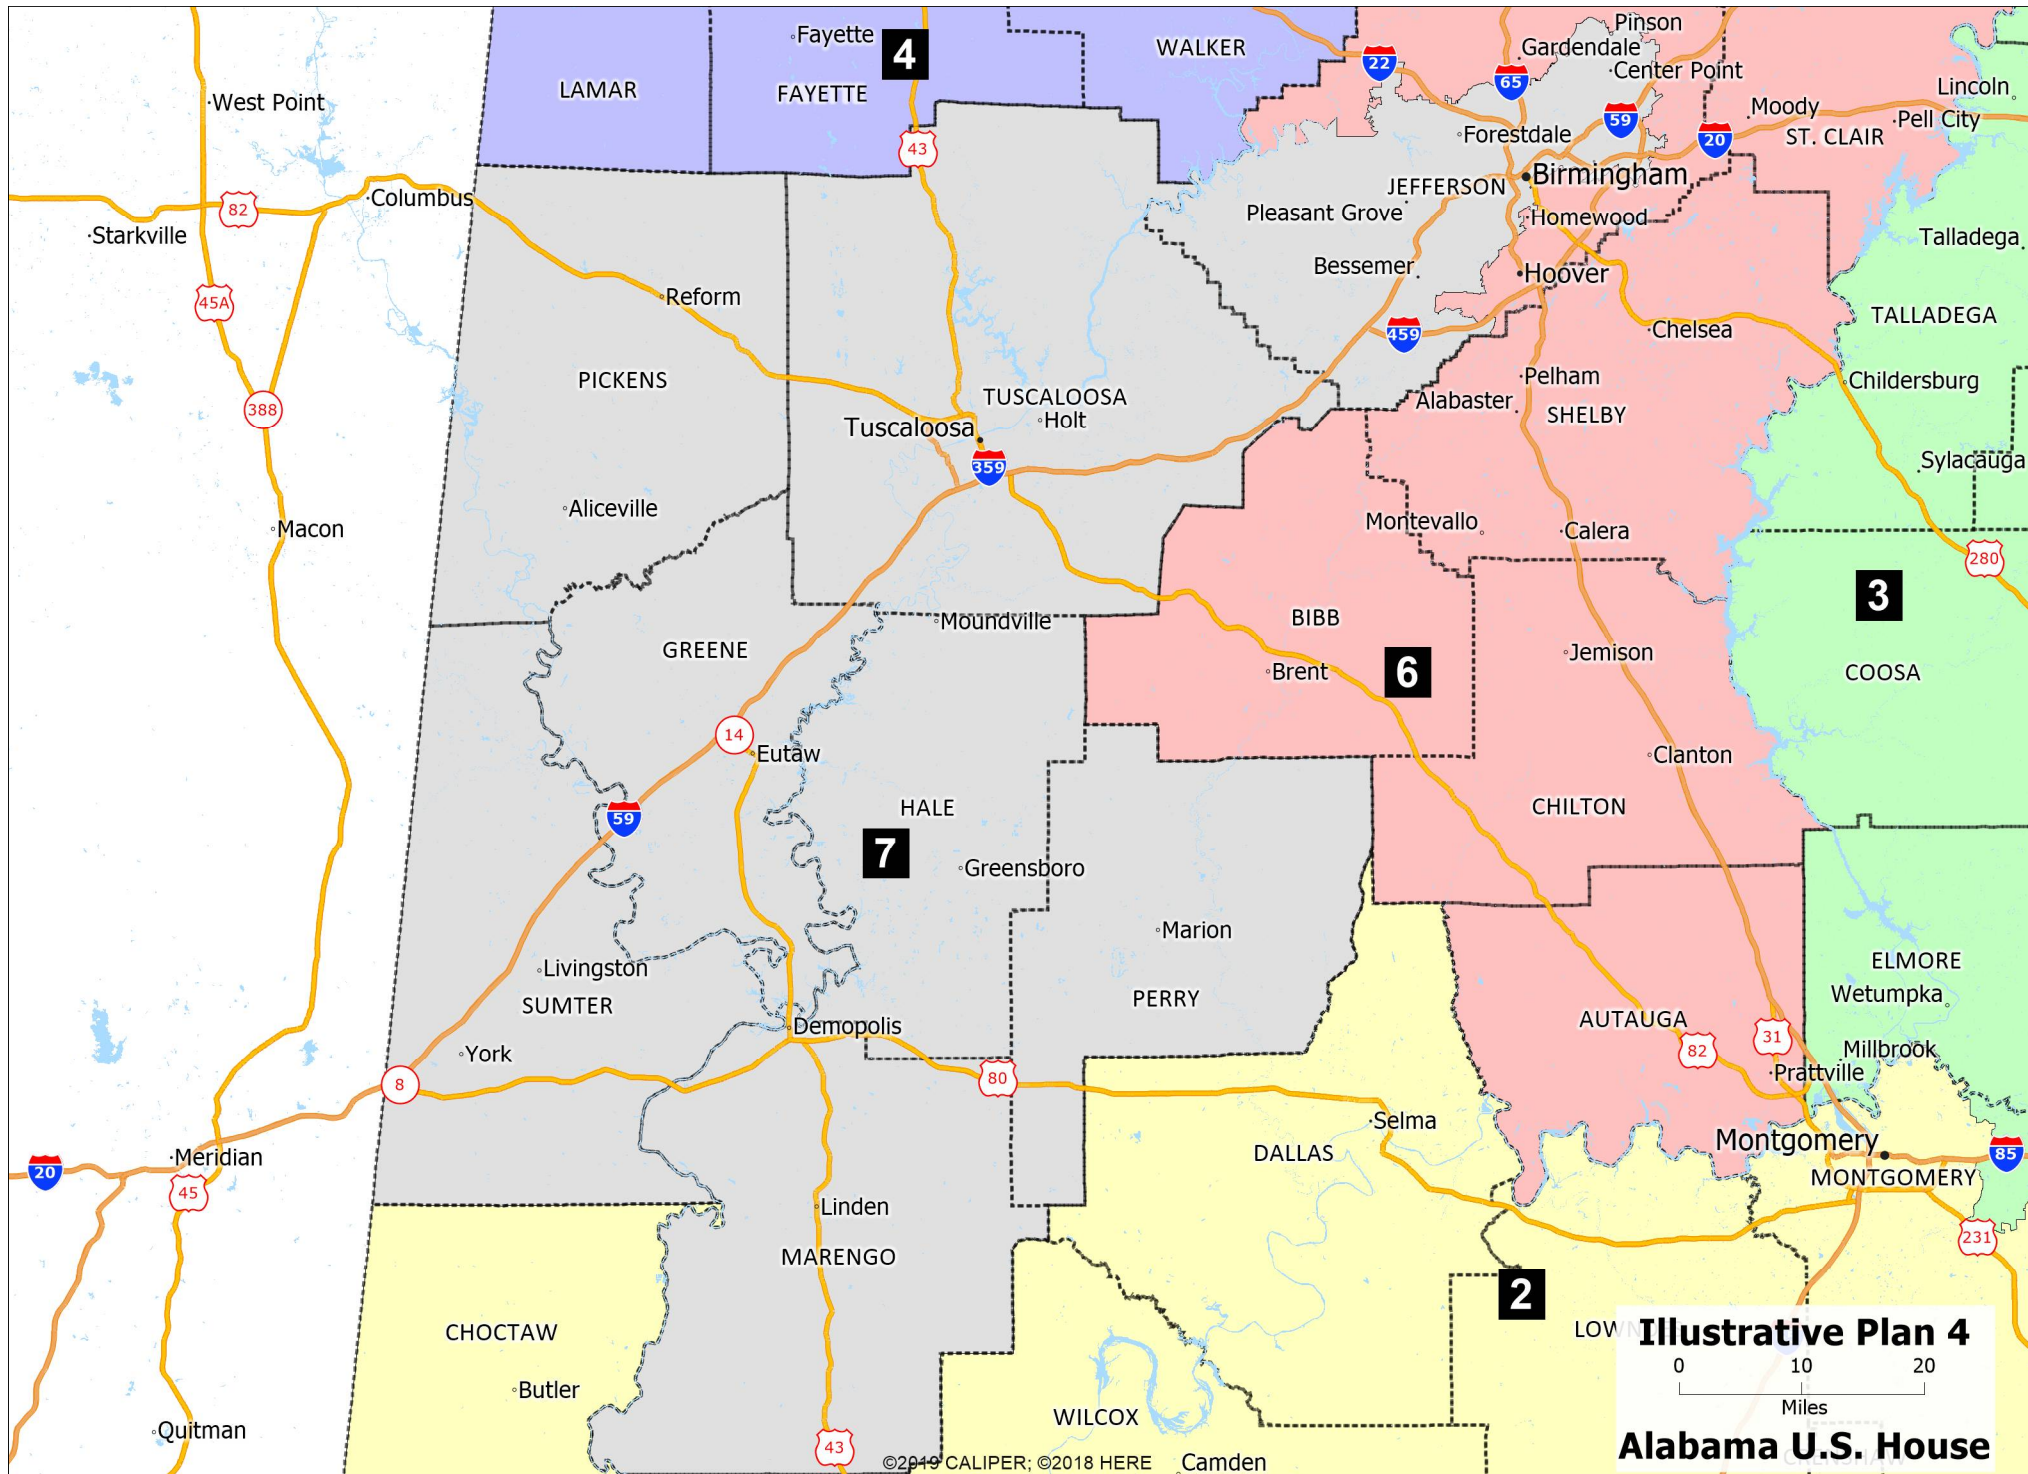 Fayette
4
WALKER
22
65
Pinson
Gardendale
Center Point
LAMAR
FAYETTE
Lincoln
West Point
59
Moody
Pell City
43
Forestdale
20
ST. CLAIR
Birmingham
JEFFERSON
82
Columbus
Pleasant Grove
Homewood
Starkville
Talladega
Bessemer
Hoover
45A
Reform
TALLADEGA
459
Chelsea
PICKENS
Pelham
Childersburg
388
TUSCALOOSA
Alabaster
SHELBY
Holt
Tuscaloosa
359
Sylacauga
Aliceville
Montevallo
Calera
Macon
280
3
Moundville
BIBB
GREENE
Jemison
Brent
6
COOSA
14
Eutaw
Clanton
HALE
CHILTON
59
7
Greensboro
Marion
ELMORE
Livingston
Wetumpka
SUMTER
PERRY
AUTAUGA
Demopolis
31
York
82
Millbrook
Prattville
8
80
Selma
Montgomery
DALLAS
85
Meridian
20
MONTGOMERY
45
Linden
231
MARENGO
2
CHOCTAW
Illustrative Plan 4
0 10 20
Miles
Butler
WILCOX
Quitman
43
Alabama U.S. House
©2019 CALIPER; ©2018 HERE
Camden